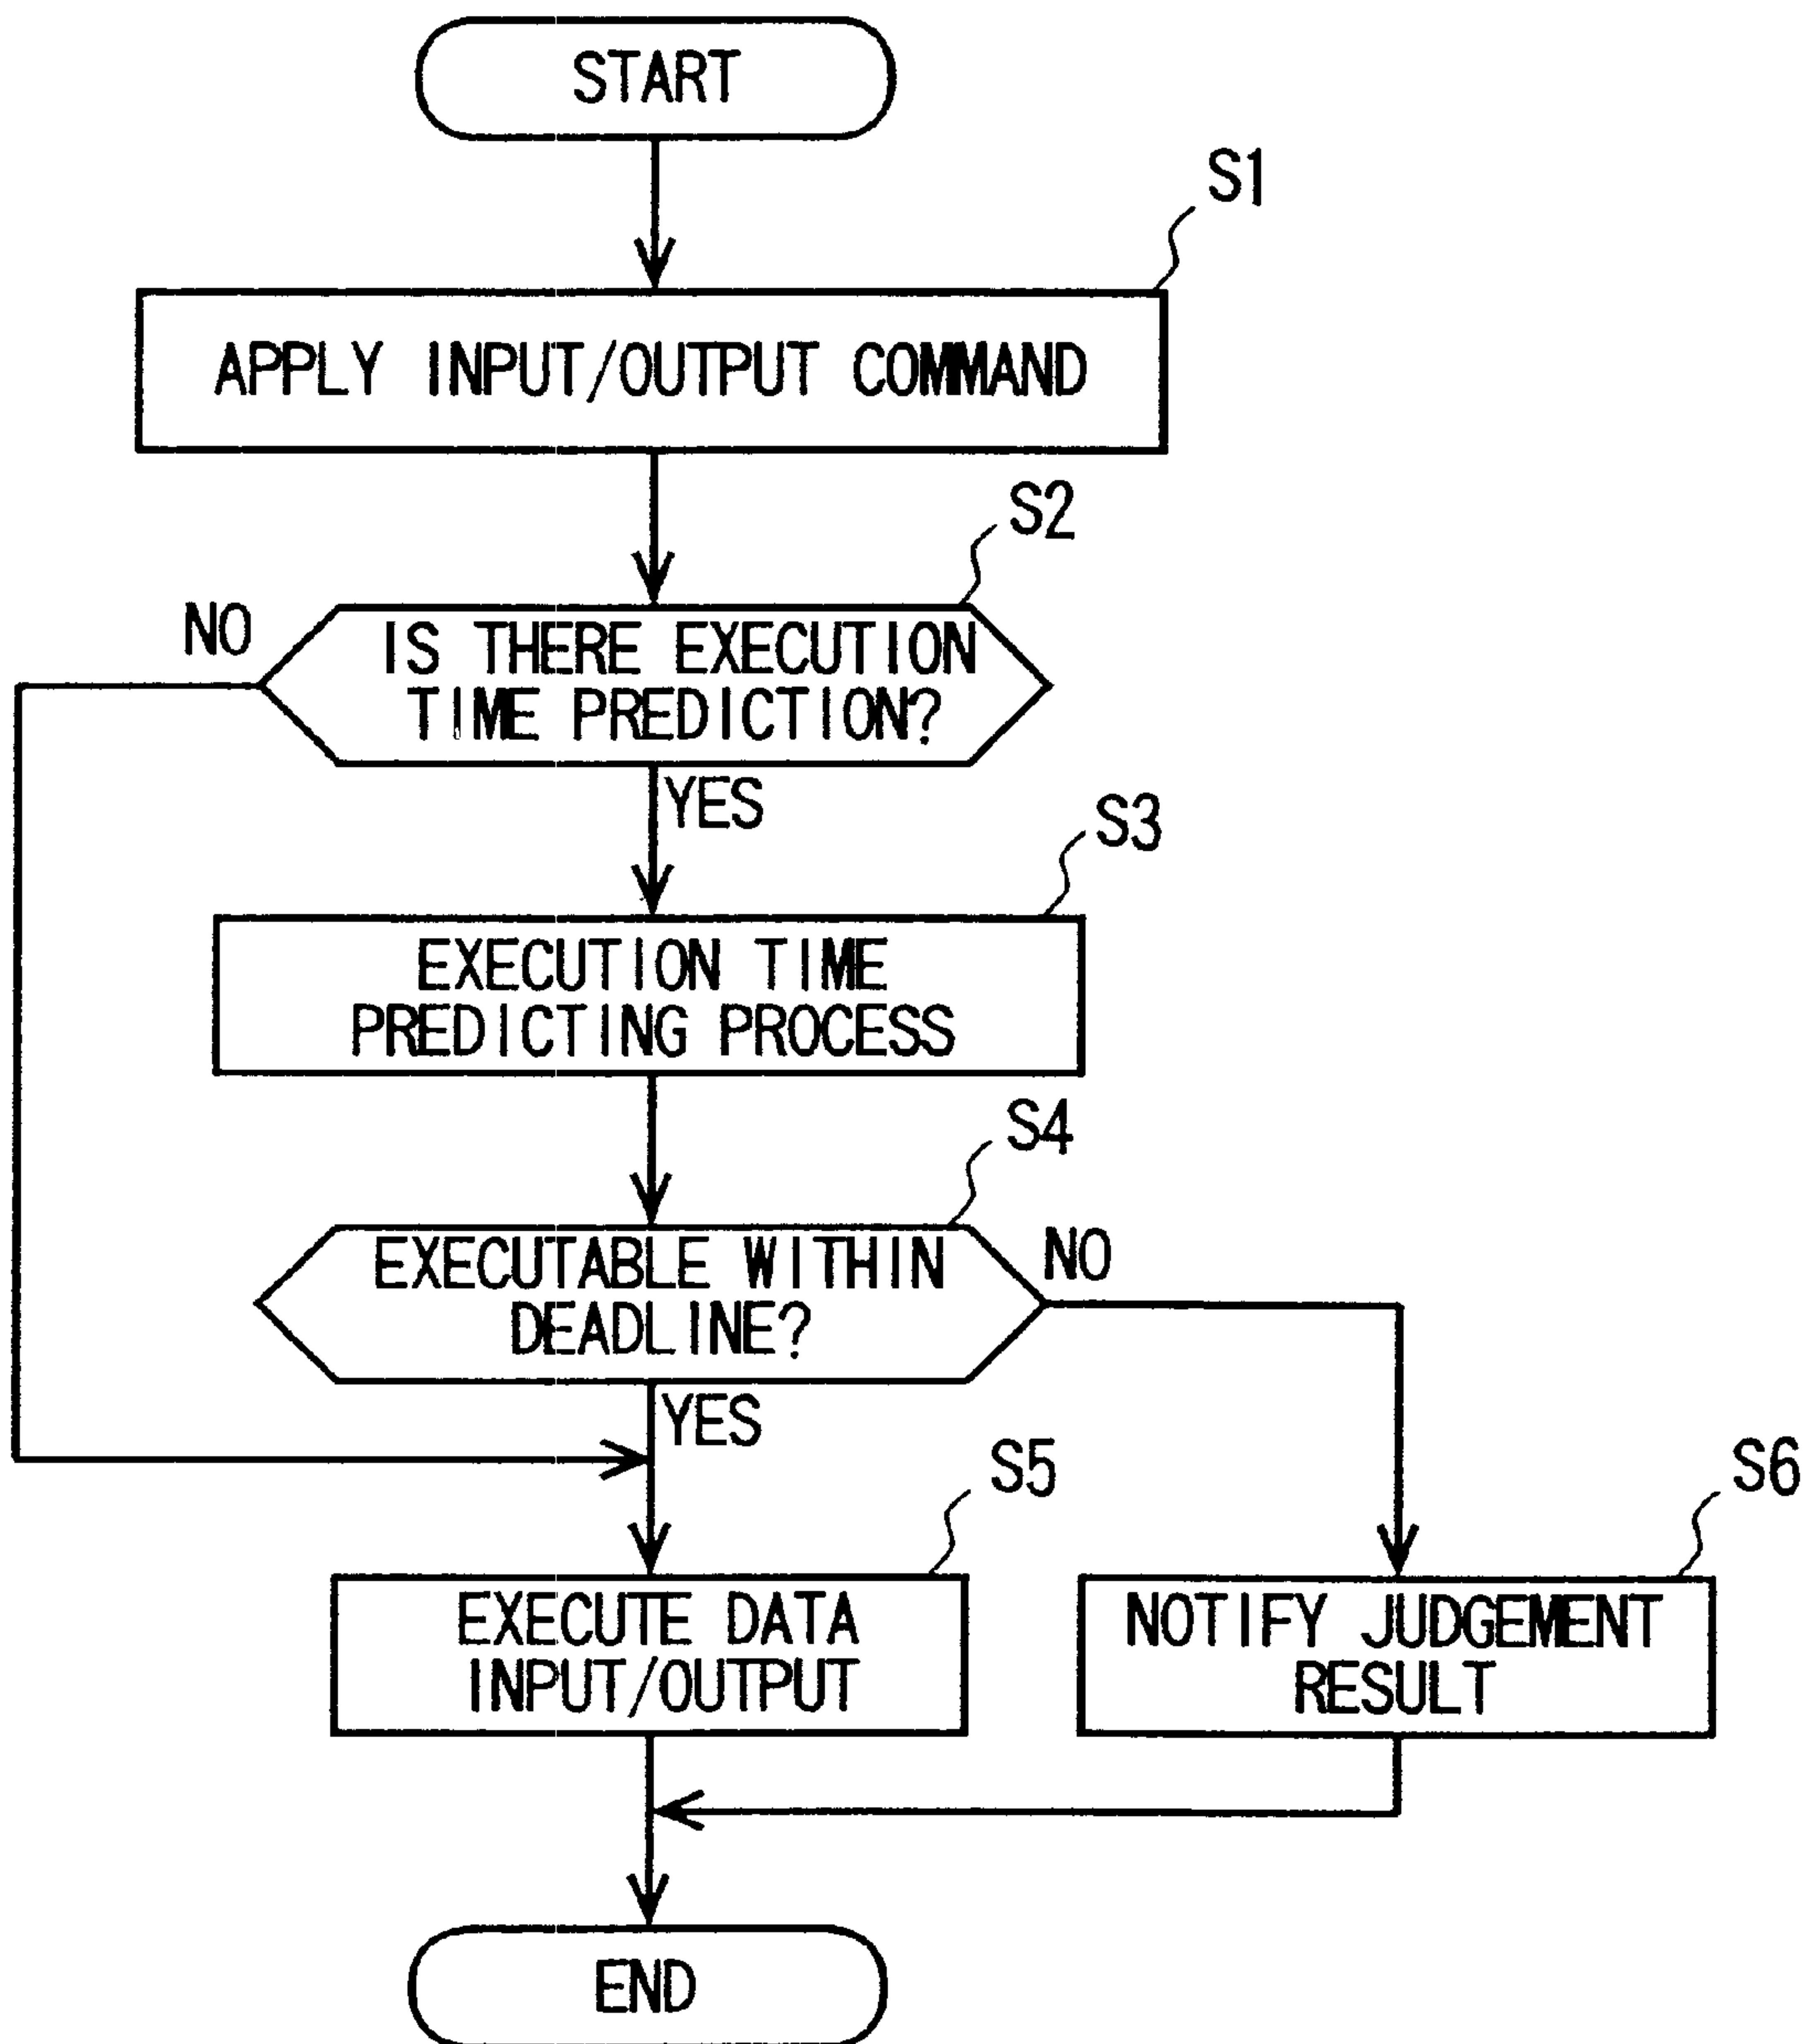 START
S1
APPLY INPUT/OUTPUT COMMAND
S2
NO
IS THERE EXECUTION
TIME PREDICTION?
YES
S3
EXECUTION TIME
PREDICTING PROCESS
S4
EXECUTABLE WITHIN
DEADLINE?
NO
YES
S5
S6
EXECUTE DATA
INPUT/OUTPUT
NOTIFY JUDGEMENT
RESULT
END